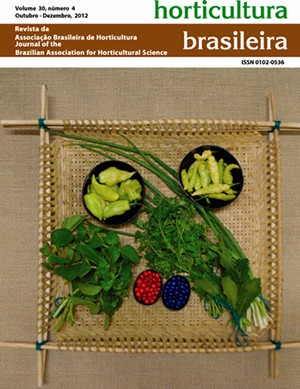 Volume 30, número 4
Outubro - Dezembro, 2012
horticultura
brasileira
Revista da
Associação Brasileira de Horticultura
Journal of the
Brazilian Association for Horticultural Science
ISSN 0102-0536